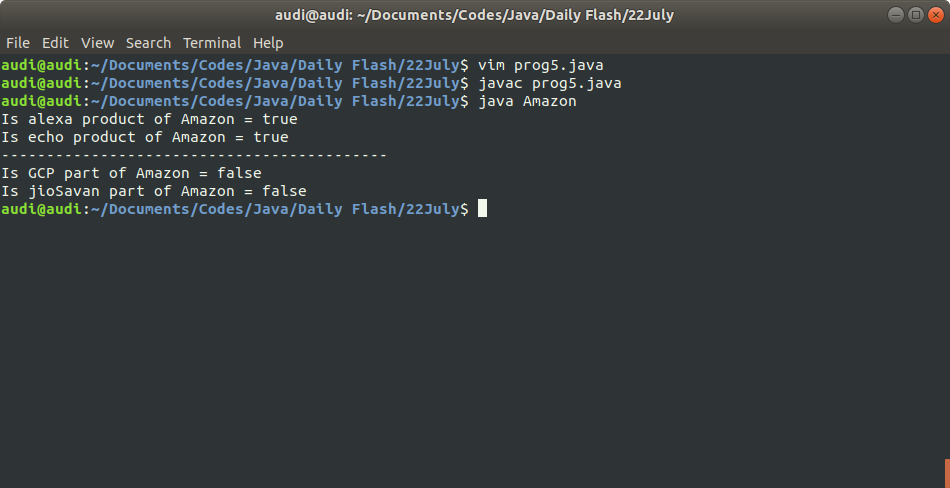 audi@audi: ~/Documents/Codes/Java/Daily Flash/22July
File Edit View Search Terminal Help
audi@audi:~/Documents/Codes/Java/Daily Flash/22July$ vim prog5.java
audi@audi:~/Documents/Codes/Java/Daily Flash/22July$ javac prog5.java
audi@audi:~/Documents/Codes/Java/Daily Flash/22July$ java Amazon
Is alexa product of Amazon = true
Is echo product of Amazon = true
-------------------------------------------
Is GCP part of Amazon = false
Is jioSavan part of Amazon = false
audi@audi:~/Documents/Codes/Java/Daily Flash/22July$